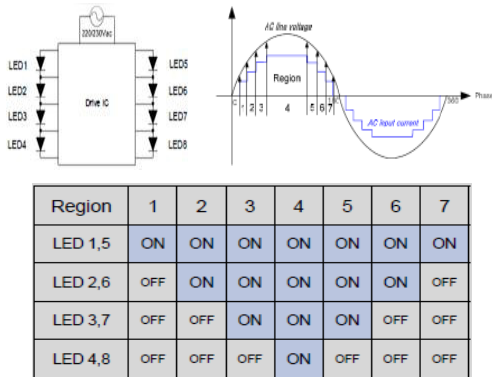 220/230Vac
LED1
LED2
LED3
LED4
Drive IC
LED5
LED6
LED7
LED8
AC line voltage
Region
1 2 3 4 5 6 7
Phase
AC input current
Region 1 2 3 4 5 6 7
LED 1,5 ON ON ON ON ON ON ON
LED 2,6 OFF ON ON ON ON ON OFF
LED 3,7 OFF OFF ON ON ON OFF OFF
LED 4,8 OFF OFF OFF ON OFF OFF OFF